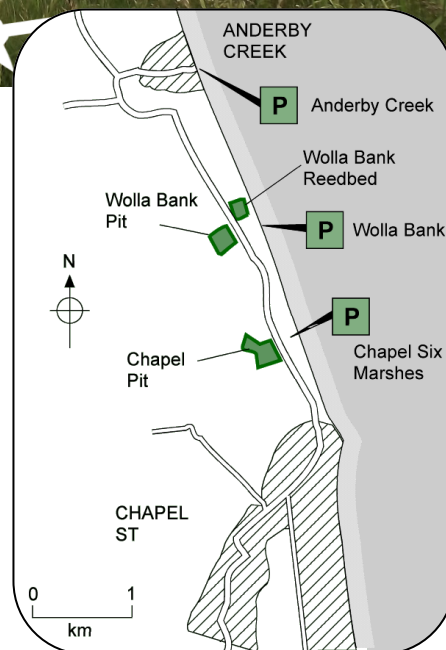 ANDERBY
CREEK
P
Anderby Creek
Wolla Bank
Reedbed
Wolla Bank
Pit
P
Wolla Bank
N
P
Chapel Six
Marshes
Chapel
Pit
CHAPEL
ST
0
1
km